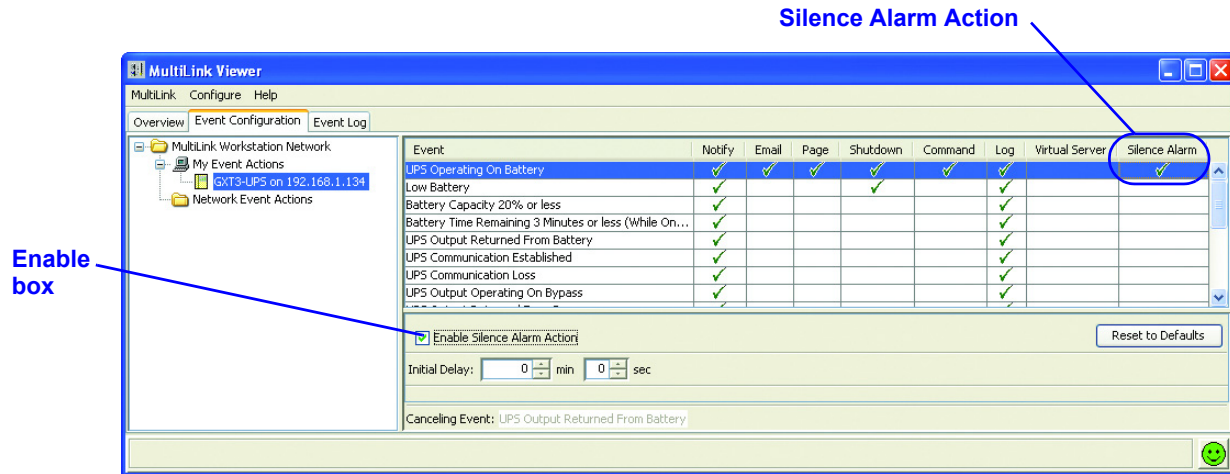 Silence Alarm Action
MultiLink Viewer
MultiLink Configure Help
Overview Event Configuration Event Log
MultiLink Workstation Network
My Event Actions
GXT3-UPS on 192.168.1.134
Network Event Actions
Event Notify Email Page Shutdown Command Log Virtual Server Silence Alarm
UPS Operating On Battery
Low Battery
Battery Capacity 20% or less
Battery Time Remaining 3 Minutes or less (While On...
UPS Output Returned From Battery
UPS Communication Established
UPS Communication Loss
UPS Output Operating On Bypass
Enable
box
Enable Silence Alarm Action
Reset to Defaults
Initial Delay: 0 min 0 sec
Canceling Event: UPS Output Returned From Battery